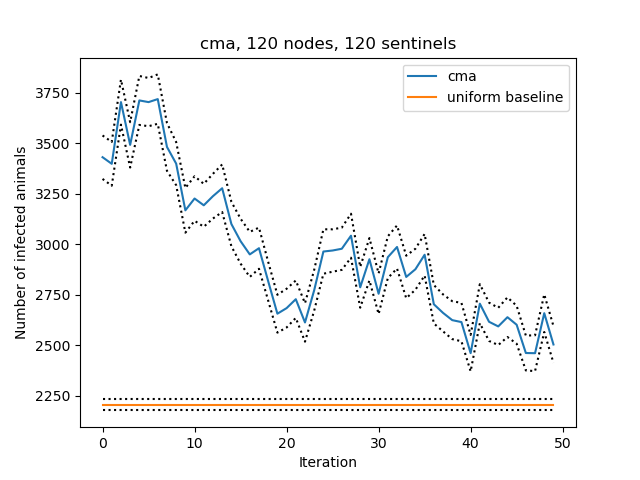 cma, 120 nodes, 120 sentinels
cma
uniform baseline
3750
3500
3250
3000
2750
2500
2250
Number of infected animals
0 10 20 30 40 50
Iteration